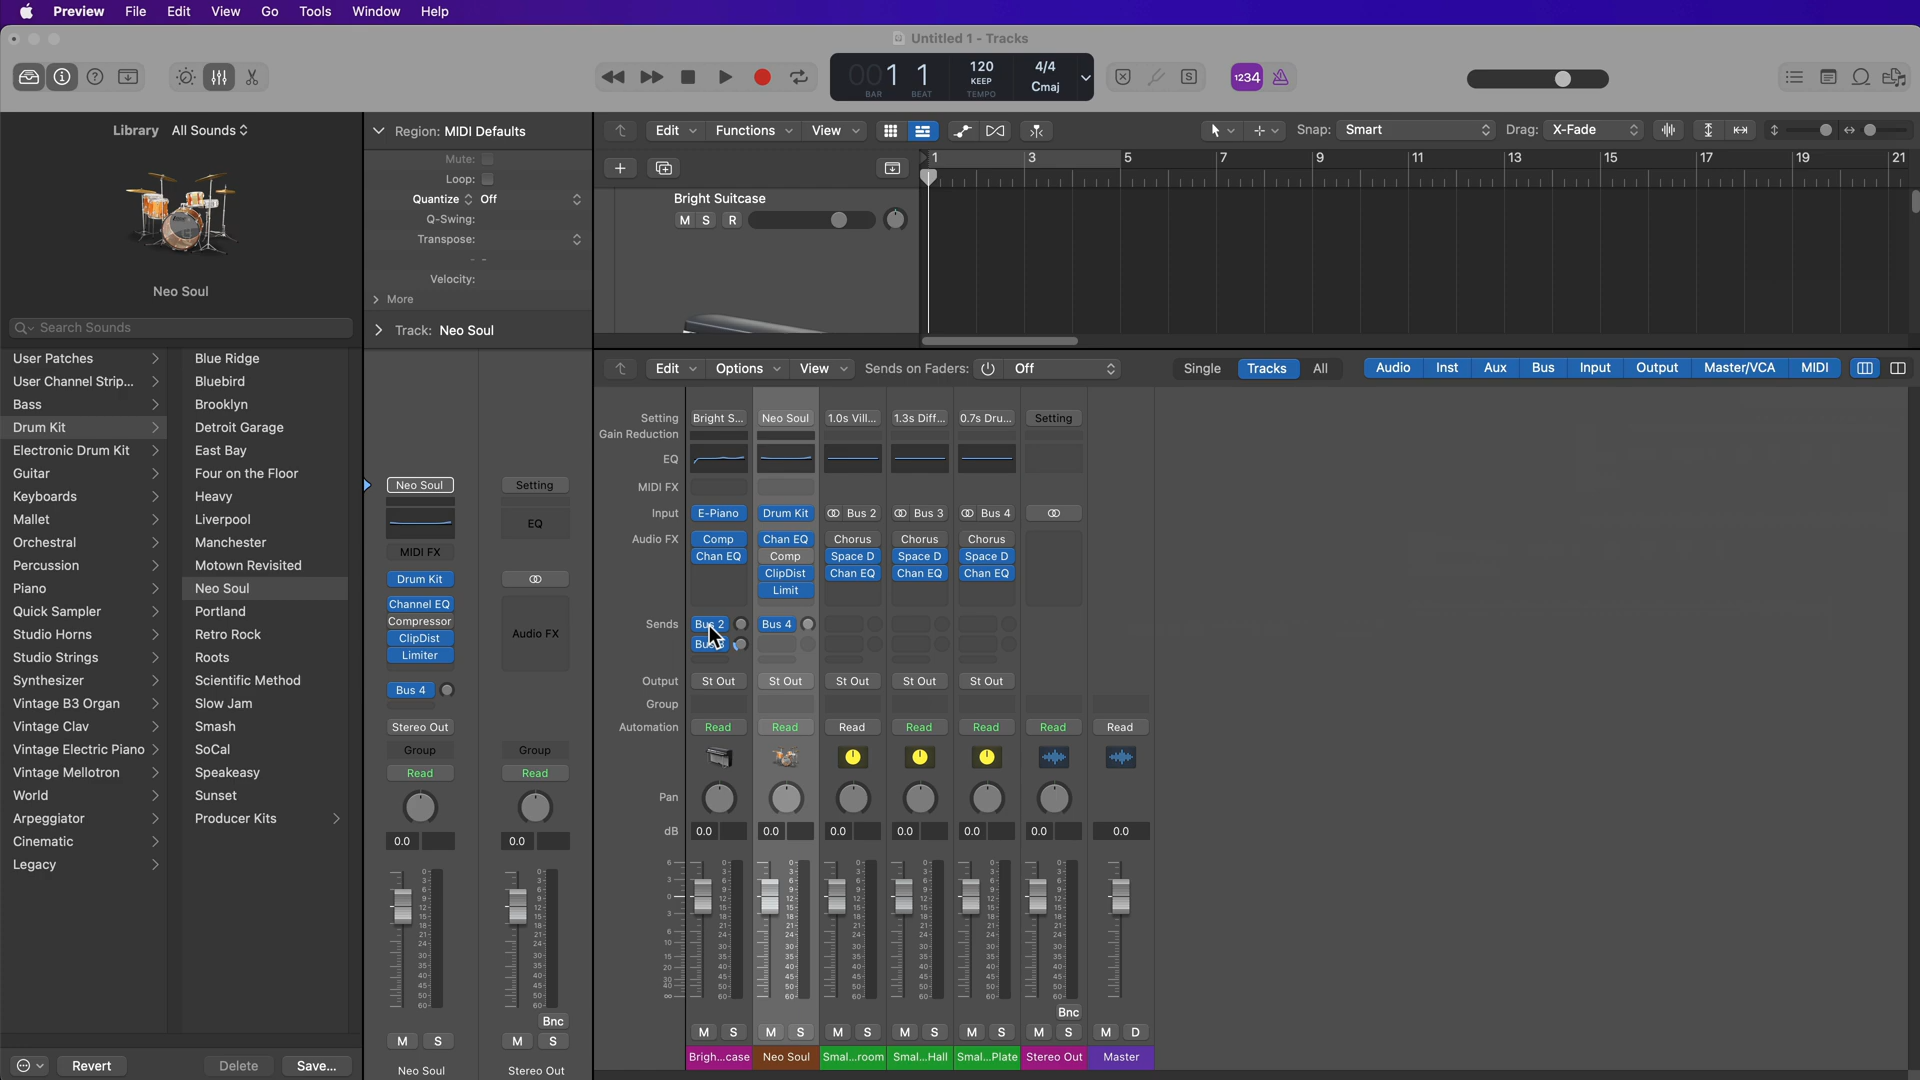 Preview File Edit View Go Tools Window Help
Untitled 1 - Tracks
001 1 120 4/4
KEEP Cmaj
BAR BEAT TEMPO
1234
Library All Sounds
Neo Soul
Search Sounds
User Patches
User Channel Strip...
Bass
Drum Kit
Electronic Drum Kit
Guitar
Keyboards
Mallet
Orchestral
Percussion
Piano
Quick Sampler
Studio Horns
Studio Strings
Synthesizer
Vintage B3 Organ
Vintage Clav
Vintage Electric Piano
Vintage Mellotron
World
Arpeggiator
Cinematic
Legacy
Blue Ridge
Bluebird
Brooklyn
Detroit Garage
East Bay
Four on the Floor
Heavy
Liverpool
Manchester
Motown Revisited
Neo Soul
Portland
Retro Rock
Roots
Scientific Method
Slow Jam
Smash
SoCal
Speakeasy
Sunset
Producer Kits
Revert Delete Save...
Region: MIDI Defaults
Mute:
Loop:
Quantize Off
Q-Swing:
Transpose:
- -
Velocity:
More
Track: Neo Soul
Neo Soul Setting
EQ
MIDI FX
Drum Kit
Channel EQ
Compressor
ClipDist Audio FX
Limiter
Bus 4
Stereo Out
Group Group
Read Read
0.0 0.0
Bnc
M S M S
Neo Soul Stereo Out
Edit Functions View Snap: Smart Drag: X-Fade
1 3 5 7 9 11 13 15 17 19 21
Bright Suitcase
M S R
Edit Options View Sends on Faders: Off Single Tracks All Audio Inst Aux Bus Input Output Master/VCA MIDI
Setting Bright S... Neo Soul 1.0s Vill... 1.3s Diff... 0.7s Dru... Setting
Gain Reduction
EQ
MIDI FX
Input E-Piano Drum Kit Bus 2 Bus 3 Bus 4
Audio FX Comp Chan EQ Chorus Chorus Chorus
Chan EQ Comp Space D Space D Space D
ClipDist Chan EQ Chan EQ Chan EQ
Limit
Sends Bus 2 Bus 4
Output St Out St Out St Out St Out St Out
Group
Automation Read Read Read Read Read Read Read
Pan
dB 0.0 0.0 0.0 0.0 0.0 0.0 0.0
Bnc
M S M S M S M S M S M S M D
Brigh...case Neo Soul Smal...room Smal...Hall Smal...Plate Stereo Out Master